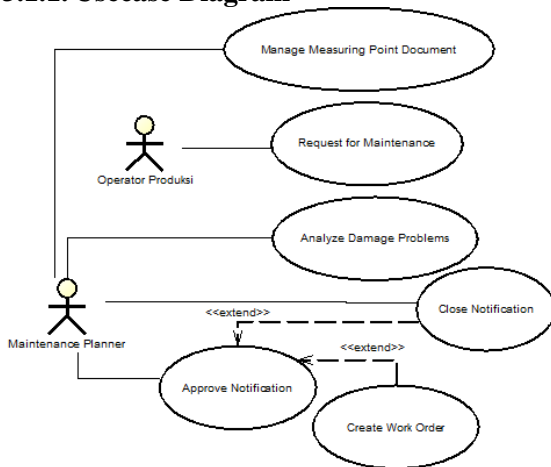 Manage Measuring Point Document
Request for Maintenance
Operator Produksi
Analyze Damage Problems
Close Notification
<<extend>>
Maintenance Planner
<<extend>>
Approve Notification
Create Work Order